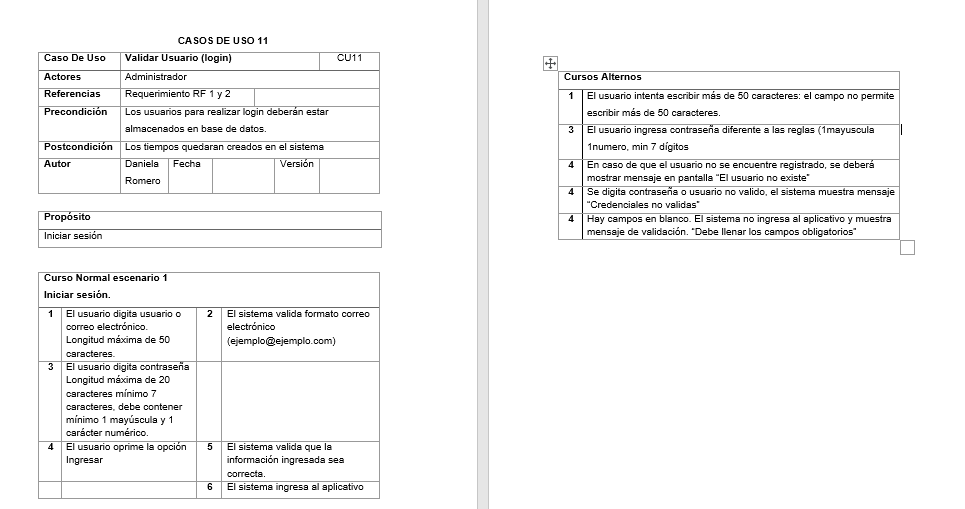 CASOS DE USO 11
Caso De Uso Validar Usuario (login) CU11
Actores Administrador
Referencias Requerimiento RF 1 y 2
Precondición Los usuarios para realizar login deberán estar
almacenados en base de datos.
Postcondición Los tiempos quedaran creados en el sistema
Autor Daniela Fecha Versión
Romero
Propósito
Iniciar sesión
Curso Normal escenario 1
Iniciar sesión.
1 El usuario digita usuario o
correo electrónico.
Longitud máxima de 50
caracteres.
2 El sistema valida formato correo
electrónico
(ejemplo@ejemplo.com)
3 El usuario digita contraseña
Longitud máxima de 20
caracteres mínimo 7
caracteres, debe contener
mínimo 1 mayúscula y 1
carácter numérico.
4 El usuario oprime la opción
Ingresar
5 El sistema valida que la
información ingresada sea
correcta.
6 El sistema ingresa al aplicativo
Cursos Alternos
1 El usuario intenta escribir más de 50 caracteres: el campo no permite
escribir más de 50 caracteres.
3 El usuario ingresa contraseña diferente a las reglas (1mayuscula
1numero, min 7 dígitos
4 En caso de que el usuario no se encuentre registrado, se deberá
mostrar mensaje en pantalla “El usuario no existe”
4 Se digita contraseña o usuario no valido, el sistema muestra mensaje
“Credenciales no validas”
4 Hay campos en blanco. El sistema no ingresa al aplicativo y muestra
mensaje de validación. “Debe llenar los campos obligatorios”